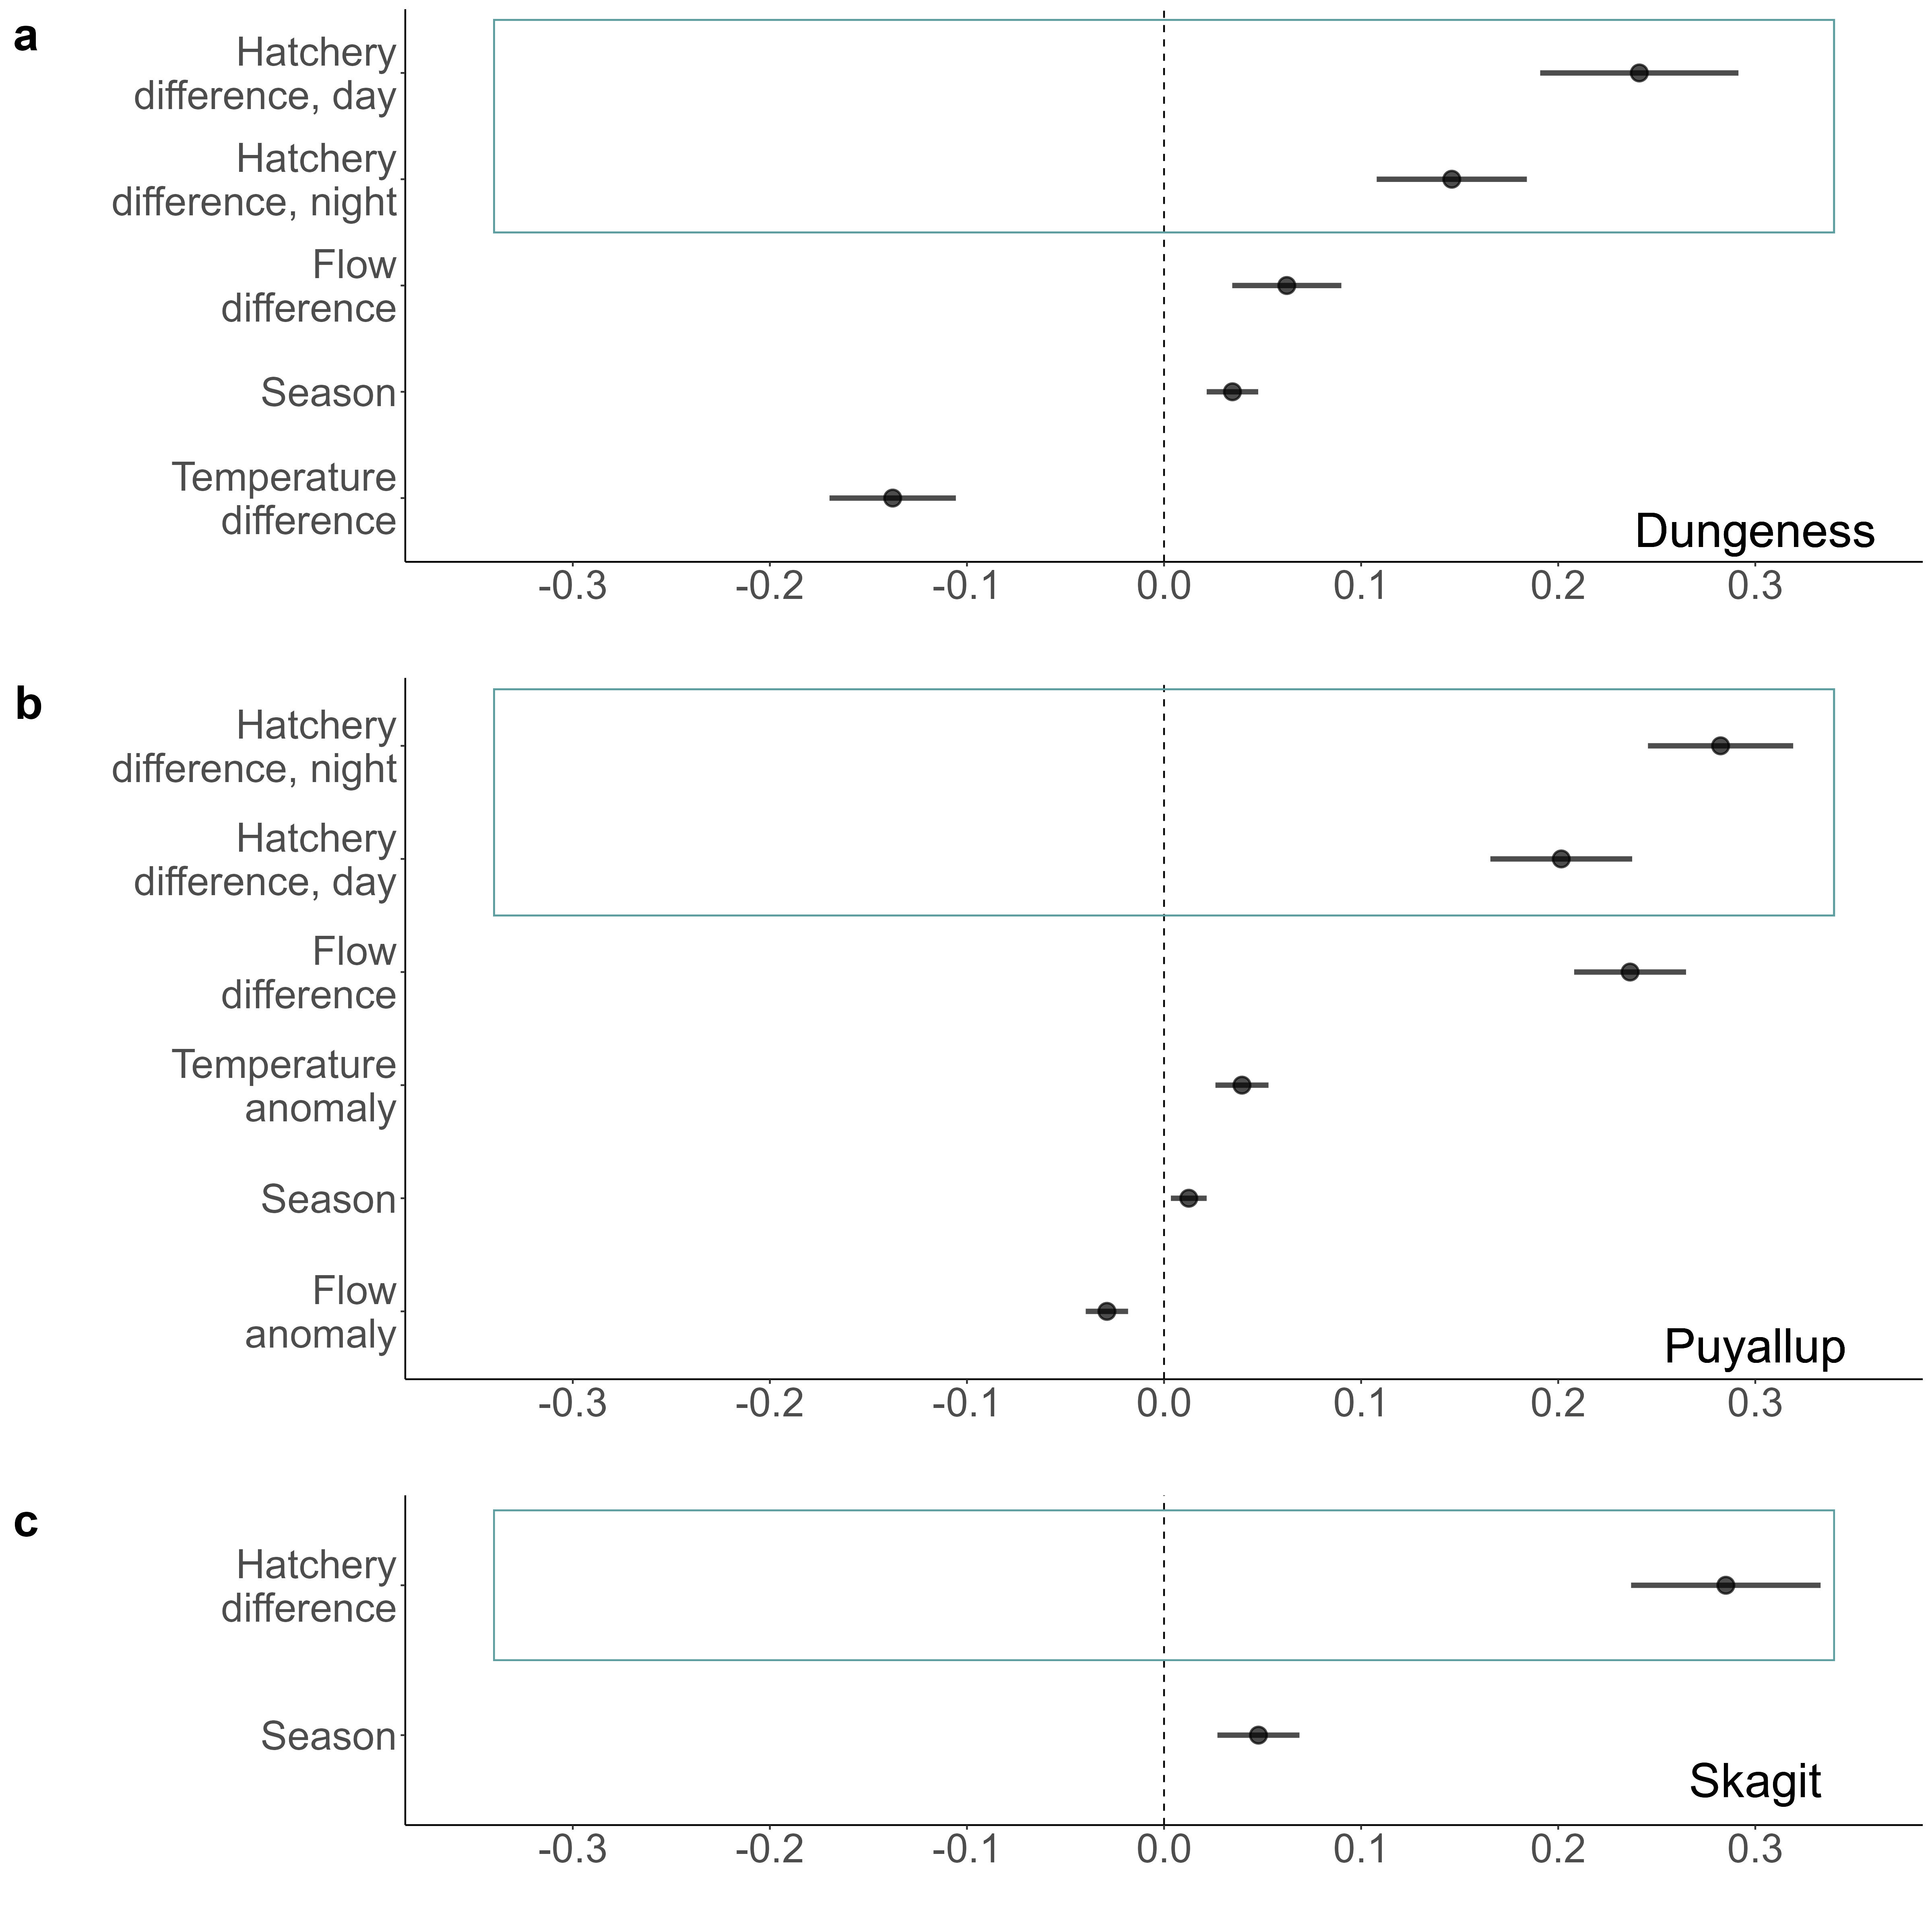 a
Hatchery
difference, day
Hatchery
difference, night
Flow
difference
Season
Temperature
difference
Dungeness
-0.3 -0.2 -0.1 0.0 0.1 0.2 0.3
b
Hatchery
difference, night
Hatchery
difference, day
Flow
difference
Temperature
anomaly
Season
Flow
anomaly
Puyallup
-0.3 -0.2 -0.1 0.0 0.1 0.2 0.3
c
Hatchery
difference
Season
Skagit
-0.3 -0.2 -0.1 0.0 0.1 0.2 0.3